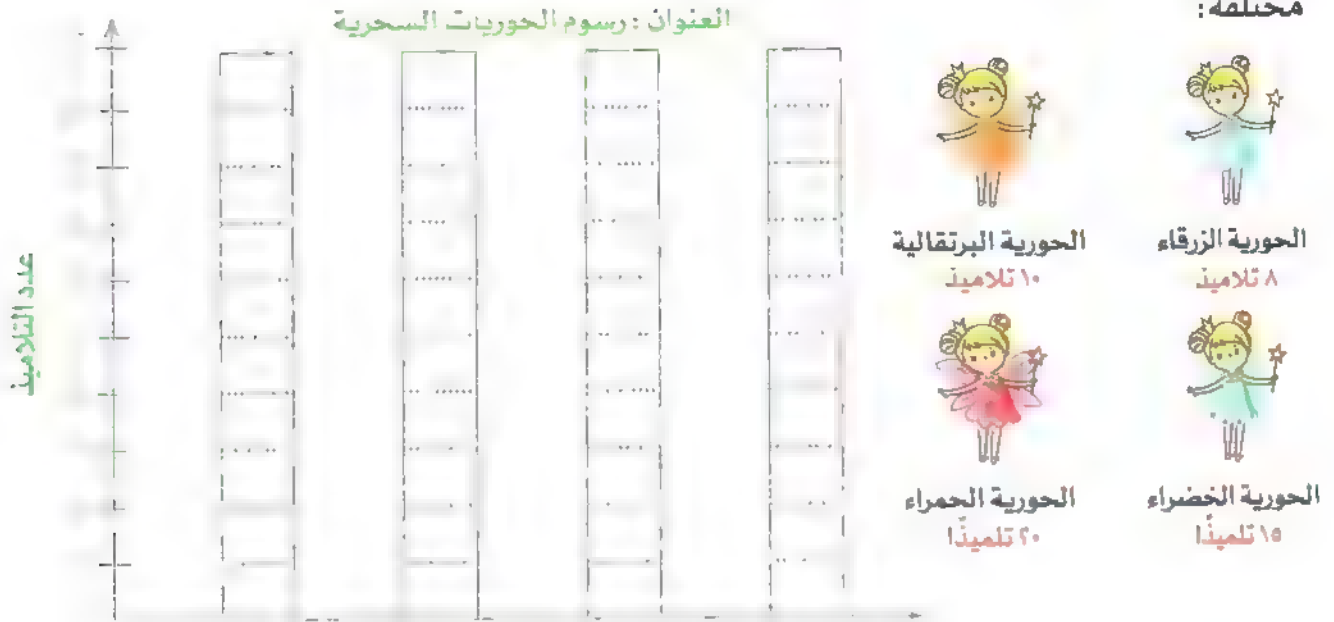 مختلفة:
العنوان: رسوم الحوريات السحرية
عدد التلاميذ
الحورية الزرقاء
٨ تلاميذ
الحورية البرتقالية
١٠ تلاميذ
الحورية الخضراء
١٥ تلميذًا
الحورية الحمراء
٢٠ تلميذًا